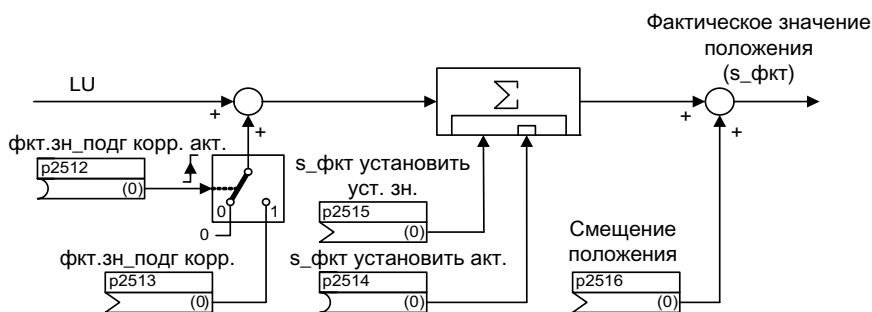 Фактическое значение
положения
(s_фкт)
LU
Σ
+
+
+
+
фкт.зн_подг корр. акт.
p2512
(0)
0
1
0
s_фкт установить
уст. зн.
p2515
(0)
Смещение
положения
фкт.зн_подг корр.
p2513
(0)
s_фкт установить акт.
p2514
(0)
p2516
(0)